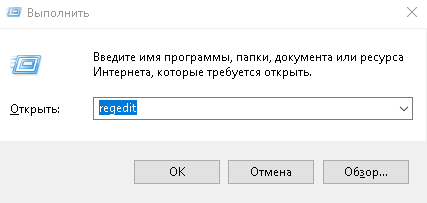 Выполнить
Введите имя программы, папки, документа или ресурса
Интернета, которые требуется открыть.
Открыть:
regedit
OK
Отмена
Обзор...